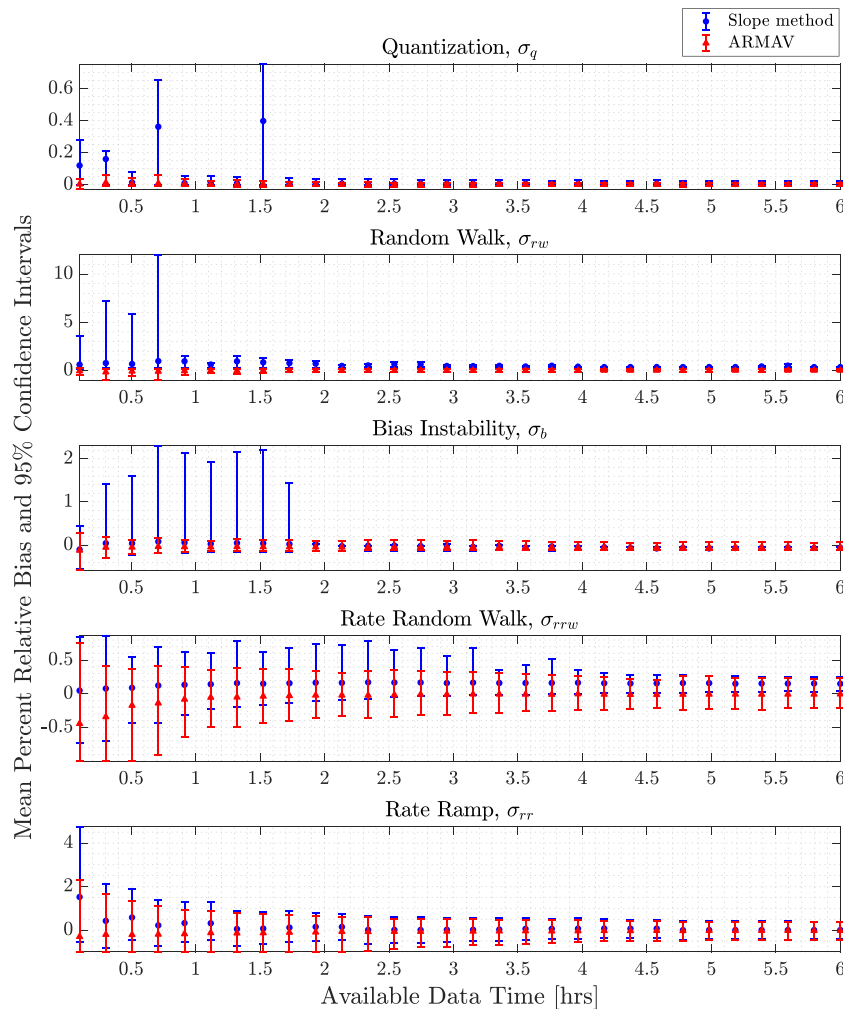 Slope method
ARMAV
Quantization, σ_q
0.6
0.4
0.2
0
0.5 1 1.5 2 2.5 3 3.5 4 4.5 5 5.5 6
Random Walk, σ_rw
10
5
0
0.5 1 1.5 2 2.5 3 3.5 4 4.5 5 5.5 6
Bias Instability, σ_b
2
1
0
0.5 1 1.5 2 2.5 3 3.5 4 4.5 5 5.5 6
Rate Random Walk, σ_rrw
0.5
0
-0.5
0.5 1 1.5 2 2.5 3 3.5 4 4.5 5 5.5 6
Rate Ramp, σ_rr
4
2
0
0.5 1 1.5 2 2.5 3 3.5 4 4.5 5 5.5 6
Available Data Time [hrs]
Mean Percent Relative Bias and 95% Confidence Intervals